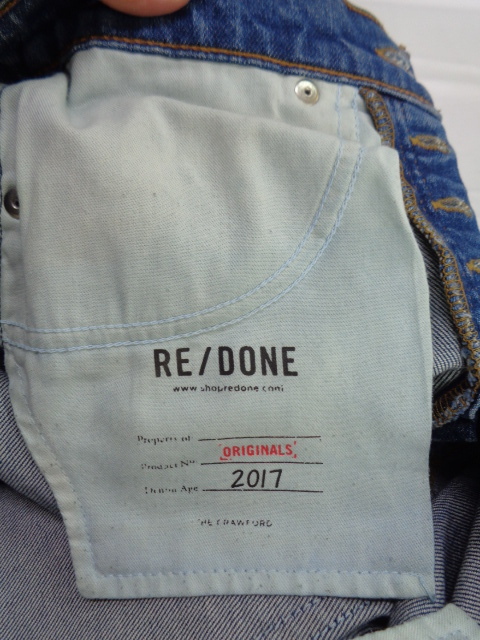 RE/DONE
www.shopredone.com
Property of
ORIGINALS
Product Nº
2017
THE CRAWFORD